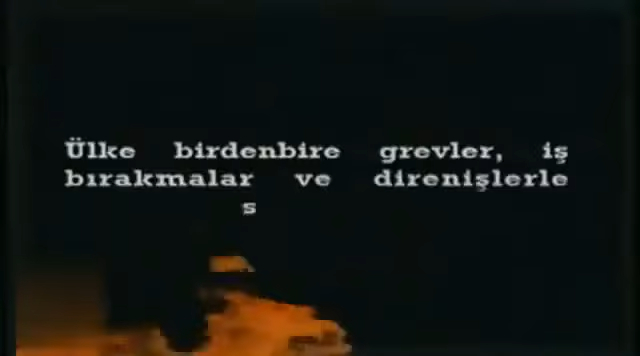 Ülke birdenbire grevler, iş
bırakmalar ve direnişlerle
s